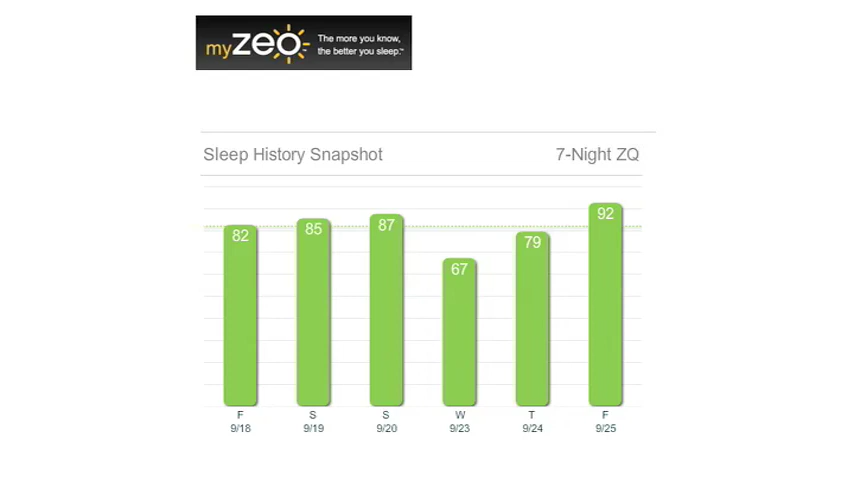 myZEO
The more you know,
the better you sleep.™
Sleep History Snapshot
7-Night ZQ
82
85
87
67
79
92
F
S
S
W
T
F
9/18
9/19
9/20
9/23
9/24
9/25